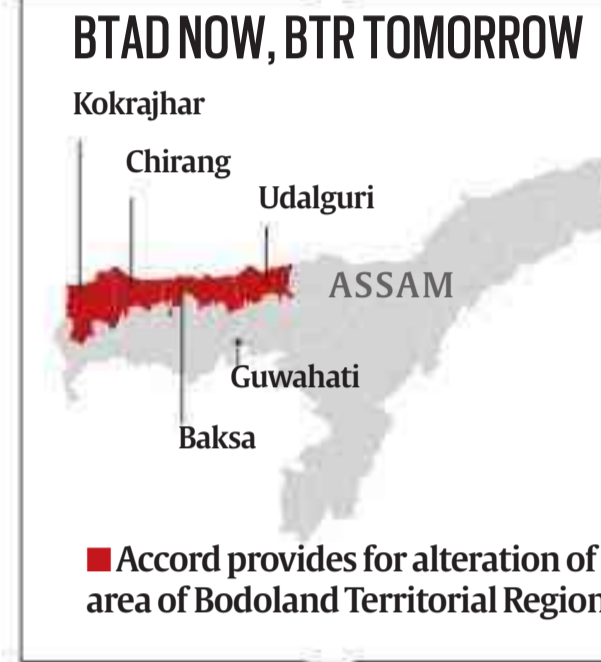 BTAD NOW, BTR TOMORROW
Kokrajhar
Chirang
Udalguri
ASSAM
Guwahati
Baksa
Accord provides for alteration of
area of Bodoland Territorial Region